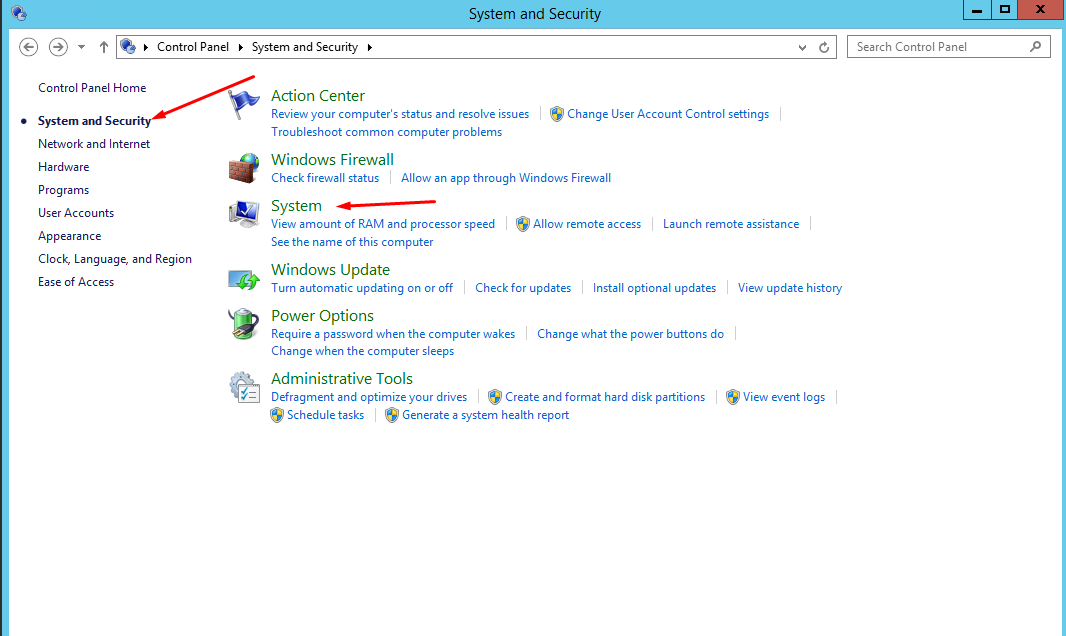 System and Security
Control Panel System and Security
Search Control Panel
Control Panel Home
System and Security
Network and Internet
Hardware
Programs
User Accounts
Appearance
Clock, Language, and Region
Ease of Access
Action Center
Review your computer's status and resolve issues Change User Account Control settings
Troubleshoot common computer problems
Windows Firewall
Check firewall status Allow an app through Windows Firewall
System
View amount of RAM and processor speed Allow remote access Launch remote assistance
See the name of this computer
Windows Update
Turn automatic updating on or off Check for updates Install optional updates View update history
Power Options
Require a password when the computer wakes Change what the power buttons do
Change when the computer sleeps
Administrative Tools
Defragment and optimize your drives Create and format hard disk partitions View event logs
Schedule tasks Generate a system health report